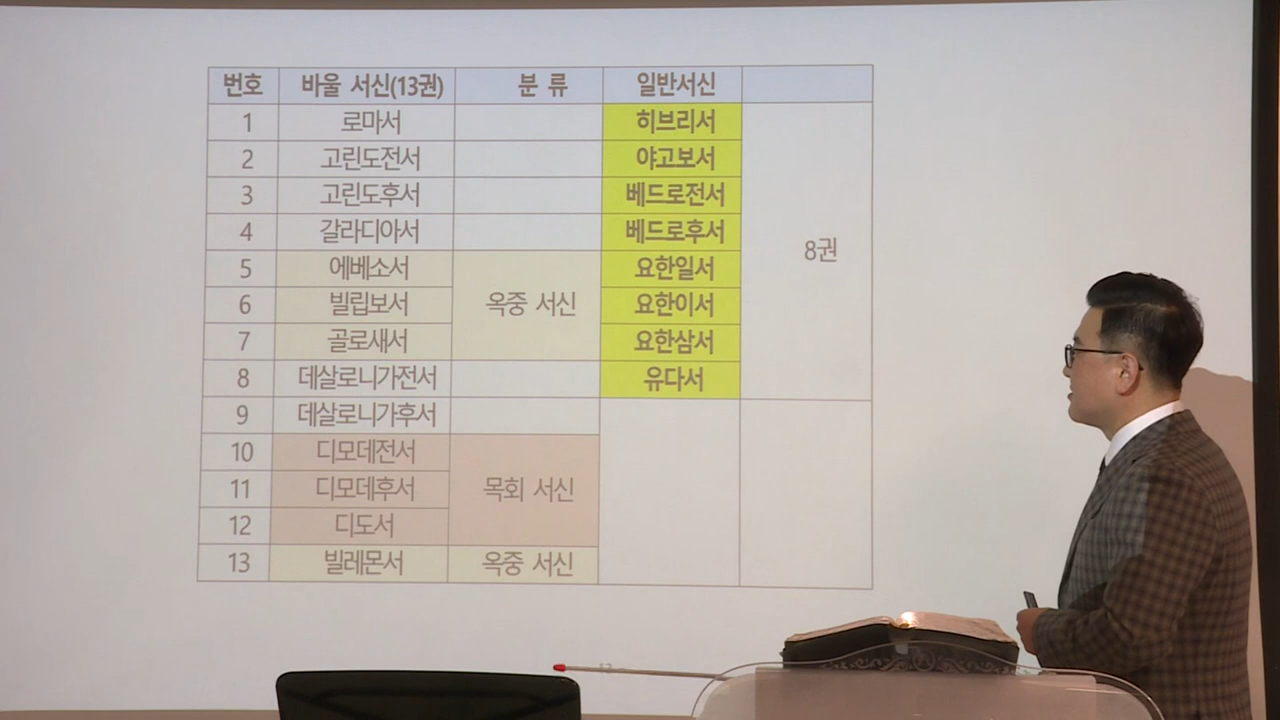 번호 바울 서신(13권) 분 류 일반서신
1 로마서 히브리서
2 고린도전서 야고보서
3 고린도후서 베드로전서
4 갈라디아서 베드로후서
5 에베소서 요한일서
6 빌립보서 옥중 서신 요한이서
7 골로새서 요한삼서
8 데살로니가전서 유다서
8권
9 데살로니가후서
10 디모데전서
11 디모데후서 목회 서신
12 디도서
13 빌레몬서 옥중 서신